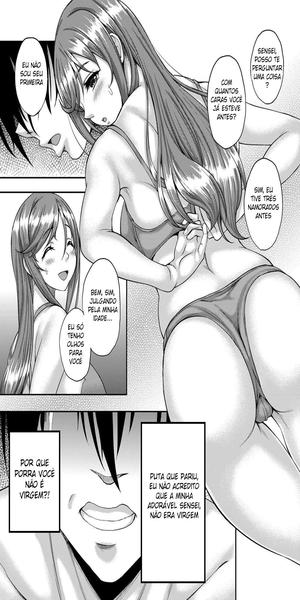 SENSEI,
POSSO TE
PERGUNTAR
UMA COISA
?
EU NÃO
SOU SEU
PRIMEIRA
COM
QUANTOS
CARAS VOCÊ
JÁ ESTEVE
ANTES?
SIM, EU
TIVE TRÊS
NAMORADOS
ANTES
BEM, SIM,
JULGANDO
PELA MINHA
IDADE...
EU SÓ
TENHO
OLHOS
PARA
VOCÊ
POR QUE
PORRA VOCÊ
NÃO É
VIRGEM?!
PUTA QUE PARIU,
EU NÃO ACREDITO
QUE A MINHA
ADORÁVEL SENSEI,
NÃO ERA VIRGEM